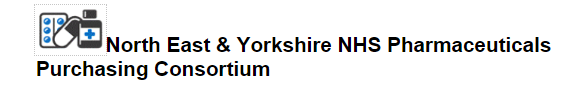 North East & Yorkshire NHS Pharmaceuticals
Purchasing Consortium